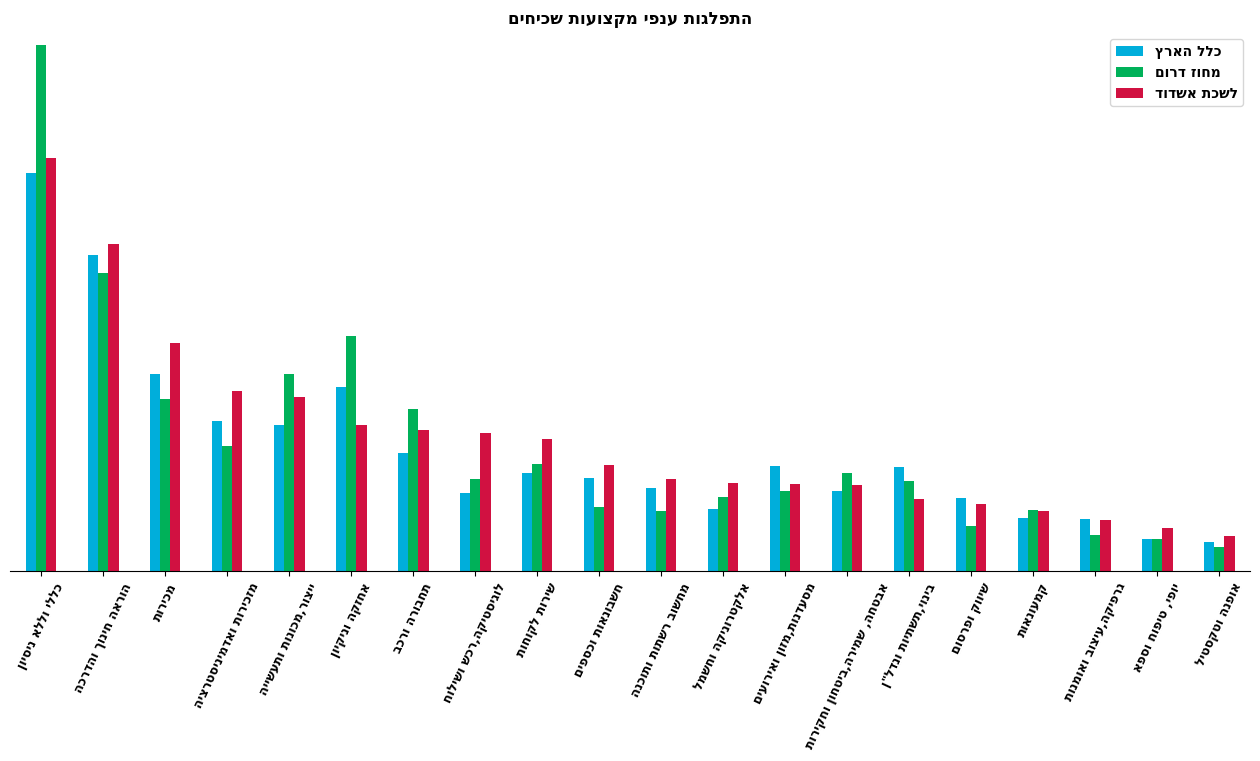 התפלגות ענפי מקצועות שכיחים
כלל הארץ
מחוז דרום
לשכת אשדוד
כללי וללא ניסיון
הוראה חינוך והדרכה
מכירות
מזכירות ואדמיניסטרציה
ייצור,מכונות ותעשייה
אחזקה וניקיון
תחבורה ורכב
לוגיסטיקה,רכש ושילוח
שירות לקוחות
חשבונאות וכספים
מחשוב רשתות ותוכנה
אלקטרוניקה וחשמל
מסעדנות,מזון ואירועים
אבטחה, שמירה,ביטחון וחקירות
בינוי,תשתיות ונדל"ן
שיווק ופרסום
קמעונאות
גרפיקה,עיצוב ואומנות
יופי, טיפוח וספא
אופנה וטקסטיל